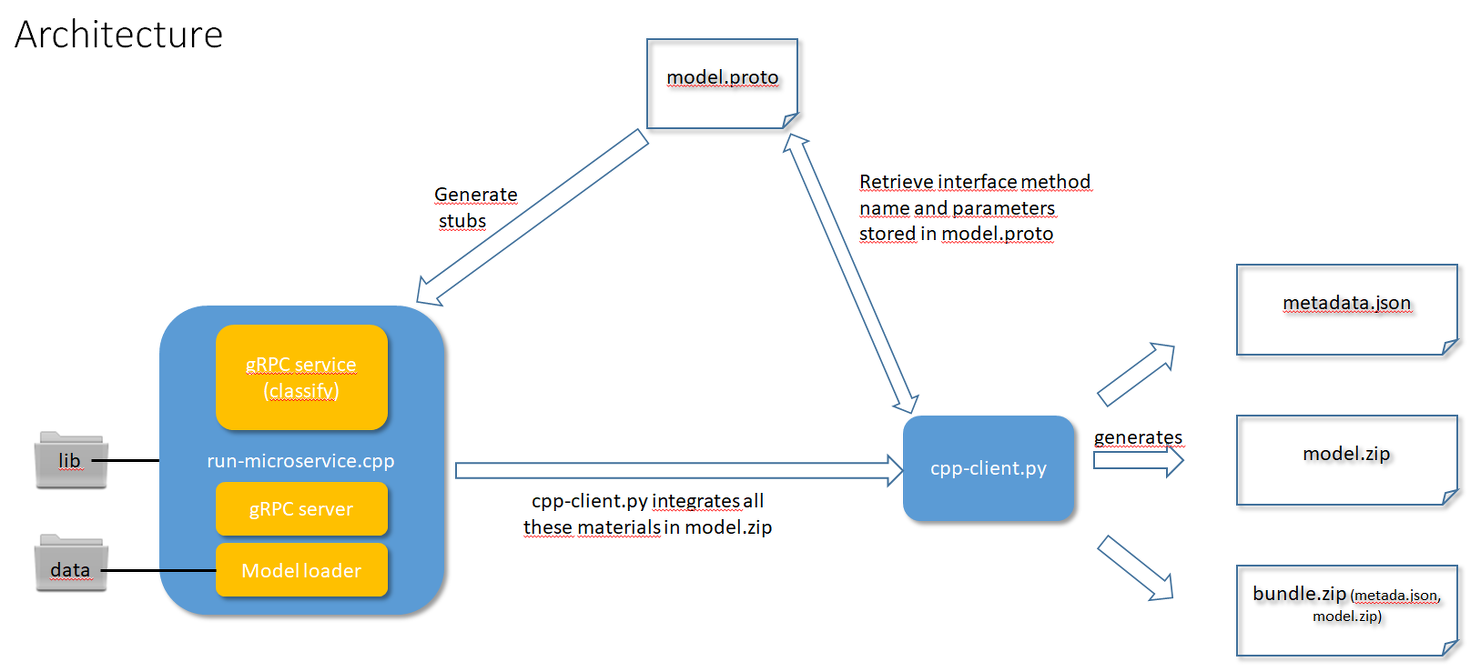 Architecture
model.proto
Generate
stubs
Retrieve interface method
name and parameters
stored in model.proto
metadata.json
gRPC service
(classify)
lib
run-microservice.cpp
generates
model.zip
cpp-client.py
gRPC server
cpp-client.py integrates all
these materials in model.zip
data
Model loader
bundle.zip (metada.json,
model.zip)